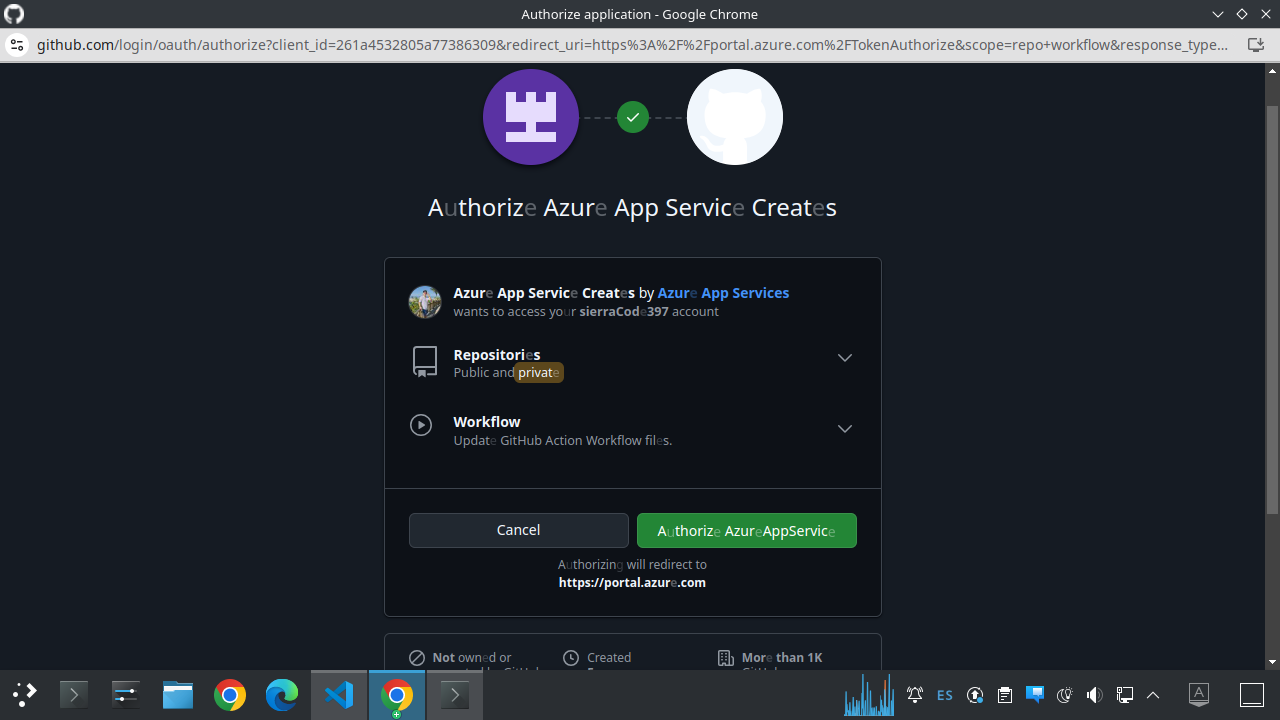 Authorize application - Google Chrome
github.com/login/oauth/authorize?client_id=261a4532805a77386309&redirect_uri=https%3A%2F%2Fportal.azure.com%2FTokenAuthorize&scope=repo+workflow&response_type...
Authorize Azure App Service Creates
Azure App Service Creates by Azure App Services
wants to access your sierraCode397 account
Repositories
Public and private
Workflow
Update GitHub Action Workflow files.
Cancel
Authorize AzureAppService
Authorizing will redirect to
https://portal.azure.com
Not owned or
Created
More than 1K
ES
A